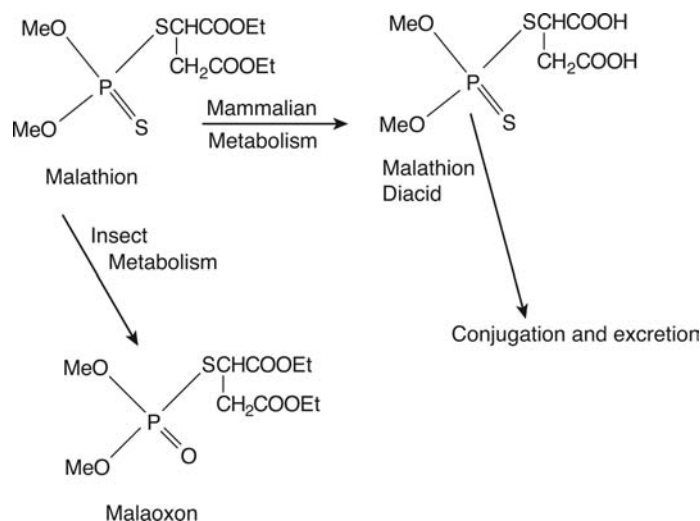 MeO
SCHCOOEt
CH₂COOEt
P
MeO
S
Malathion
Mammalian
Metabolism
MeO
SCHCOOH
CH₂COOH
P
MeO
S
Malathion
Diacid
Insect
Metabolism
Conjugation and excretion
MeO
SCHCOOEt
CH₂COOEt
P
MeO
O
Malaoxon